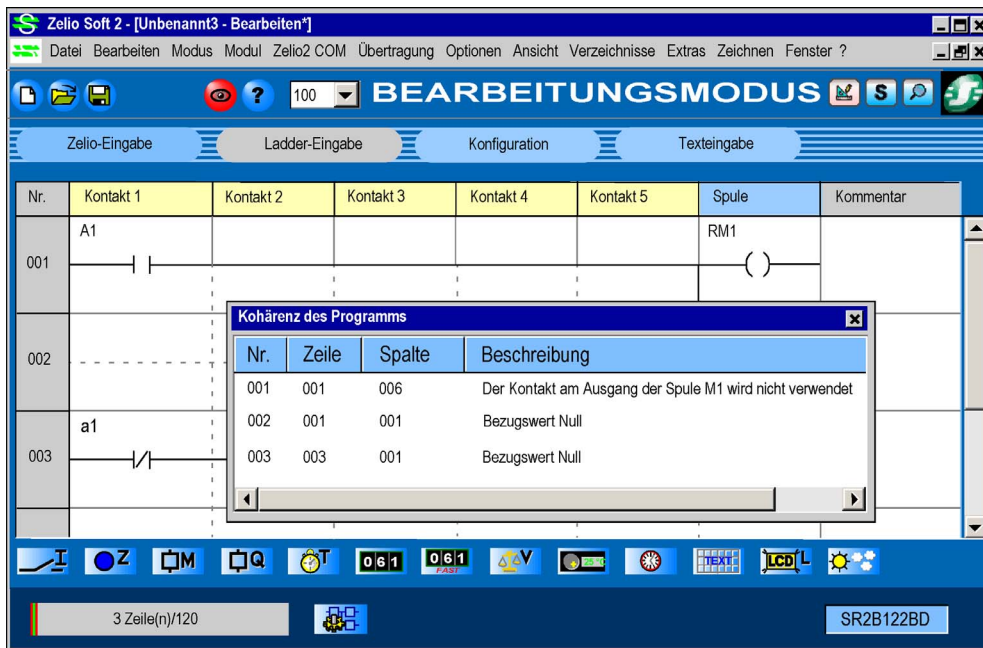 Zelio Soft 2 - [Unbenannt3 - Bearbeiten*]
Datei Bearbeiten Modus Modul Zelio2 COM Übertragung Optionen Ansicht Verzeichnisse Extras Zeichnen Fenster ?
? 100 BEARBEITUNGSMODUS S
Zelio-Eingabe Ladder-Eingabe Konfiguration Texteingabe
Nr. Kontakt 1 Kontakt 2 Kontakt 3 Kontakt 4 Kontakt 5 Spule Kommentar
A1 RM1
001
Kohärenz des Programms
Nr. Zeile Spalte Beschreibung
001 001 006 Der Kontakt am Ausgang der Spule M1 wird nicht verwendet
002 001 001 Bezugswert Null
003 003 001 Bezugswert Null
002
a1
003
I Z M Q T 061 061 FAST V 25 °C TEXT LCD L
3 Zeile(n)/120 SR2B122BD